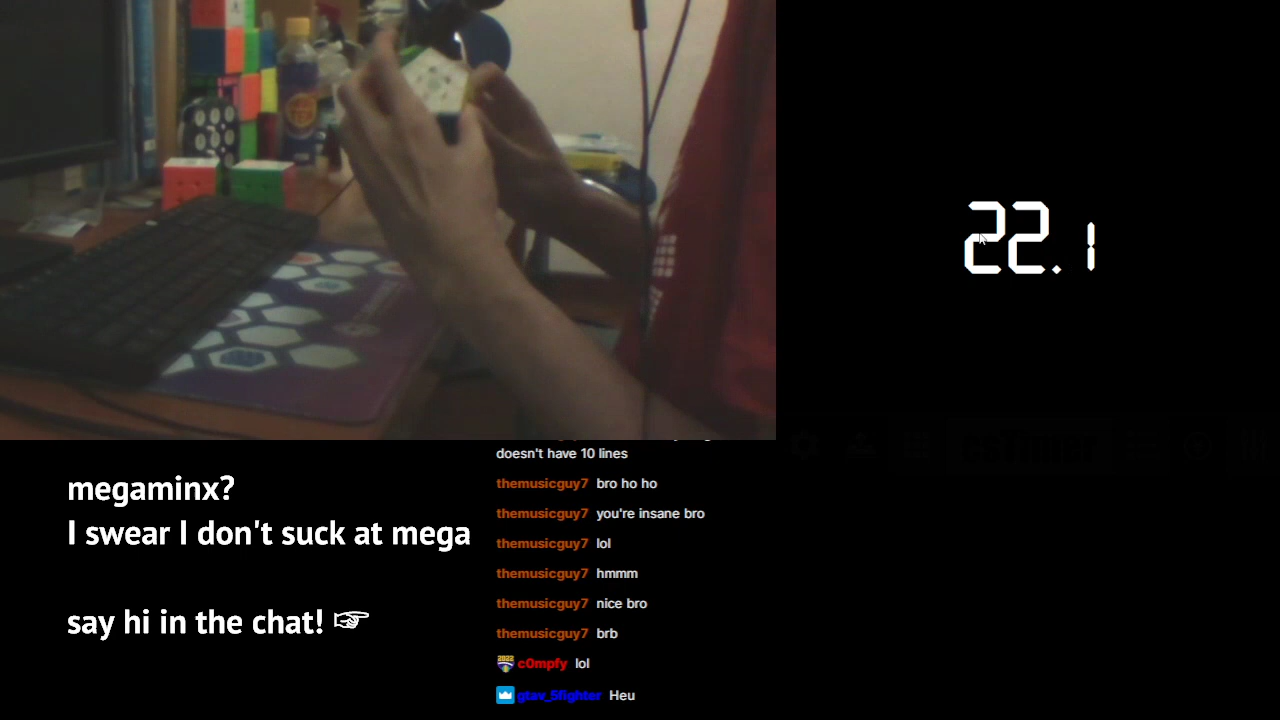 22.1
csTimer
doesn't have 10 lines
themusicguy7 bro ho ho
themusicguy7 you're insane bro
themusicguy7 lol
themusicguy7 hmmm
themusicguy7 nice bro
themusicguy7 brb
c0mpfy lol
gtav_5fighter Heu
megaminx?
I swear I don't suck at mega
say hi in the chat! ☞